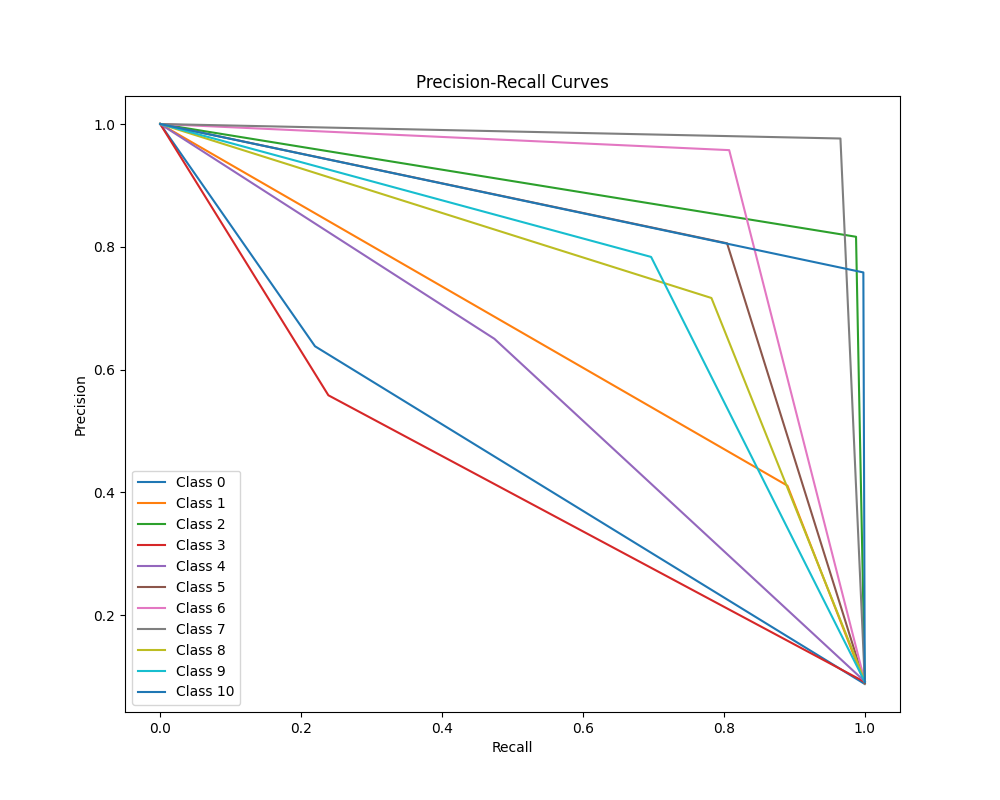 Precision-Recall Curves
1.0
0.8
0.6
0.4
0.2
Precision
Class 0
Class 1
Class 2
Class 3
Class 4
Class 5
Class 6
Class 7
Class 8
Class 9
Class 10
0.0 0.2 0.4 0.6 0.8 1.0
Recall